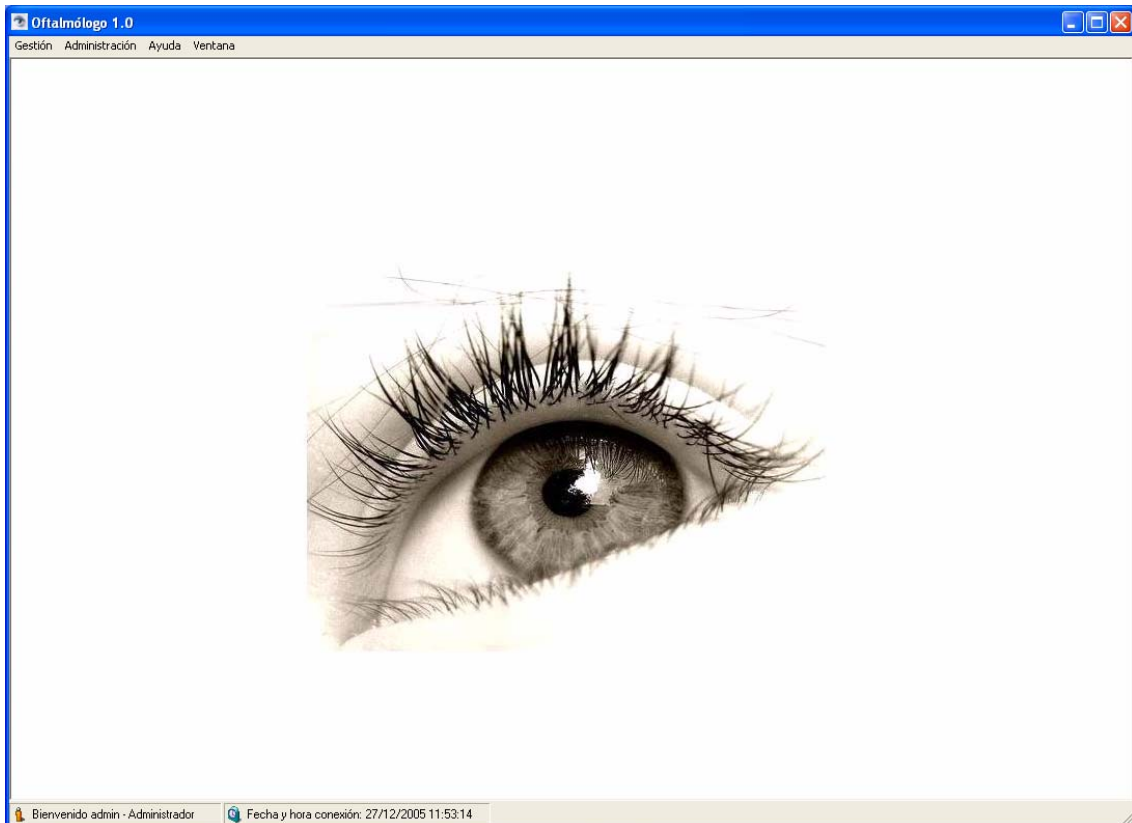 Oftalmólogo 1.0
Gestión Administración Ayuda Ventana
Bienvenido admin - Administrador Fecha y hora conexión: 27/12/2005 11:53:14